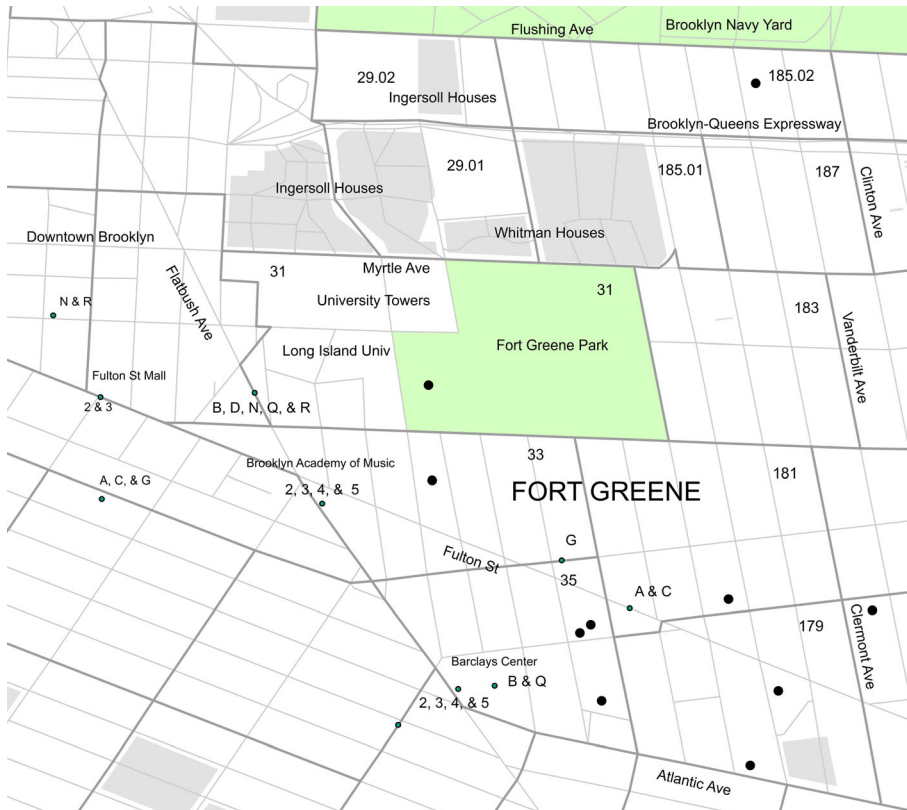 Flushing Ave
Brooklyn Navy Yard
29.02
185.02
Ingersoll Houses
Brooklyn-Queens Expressway
29.01
185.01
187
Clinton Ave
Ingersoll Houses
Whitman Houses
Downtown Brooklyn
Flatbush Ave
31
Myrtle Ave
31
N & R
University Towers
183
Vanderbilt Ave
Long Island Univ
Fort Greene Park
Fulton St Mall
2 & 3
B, D, N, Q, & R
Brooklyn Academy of Music
33
181
A, C, & G
2, 3, 4, & 5
FORT GREENE
G
Fulton St
35
A & C
179
Clermont Ave
Barclays Center
B & Q
2, 3, 4, & 5
Atlantic Ave